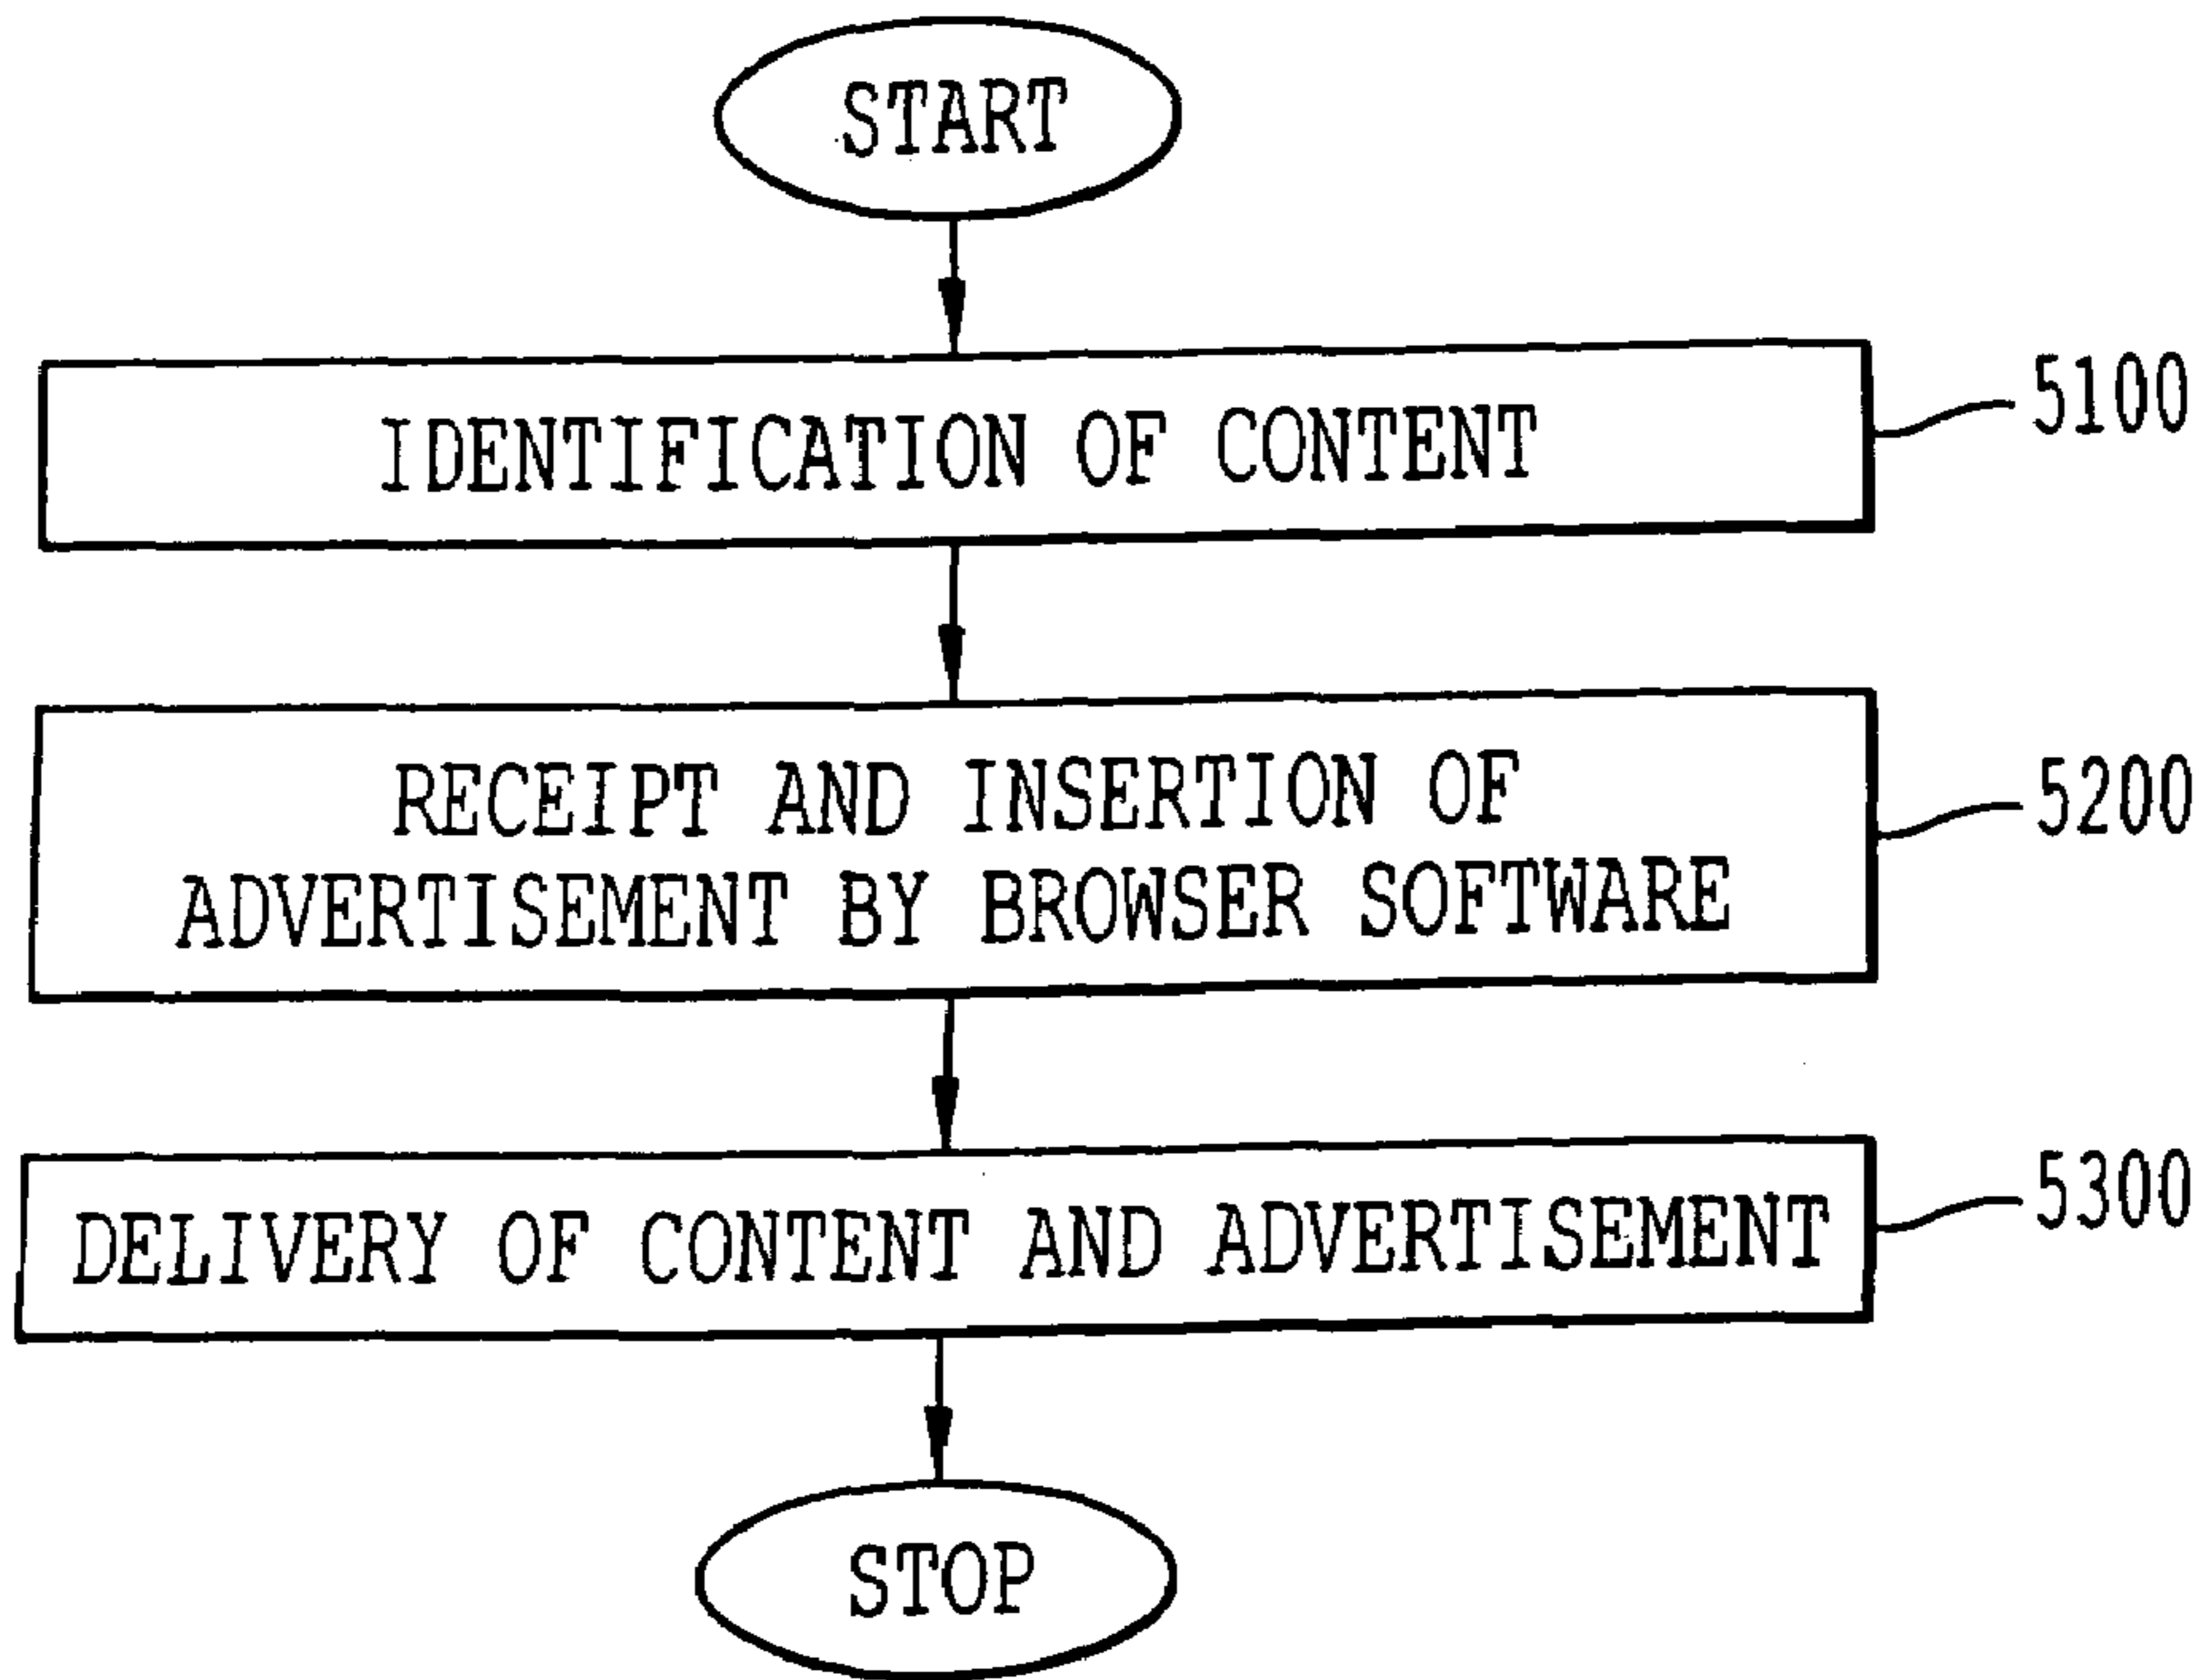 START
IDENTIFICATION OF CONTENT
5100
RECEIPT AND INSERTION OF
ADVERTISEMENT BY BROWSER SOFTWARE
5200
DELIVERY OF CONTENT AND ADVERTISEMENT
5300
STOP